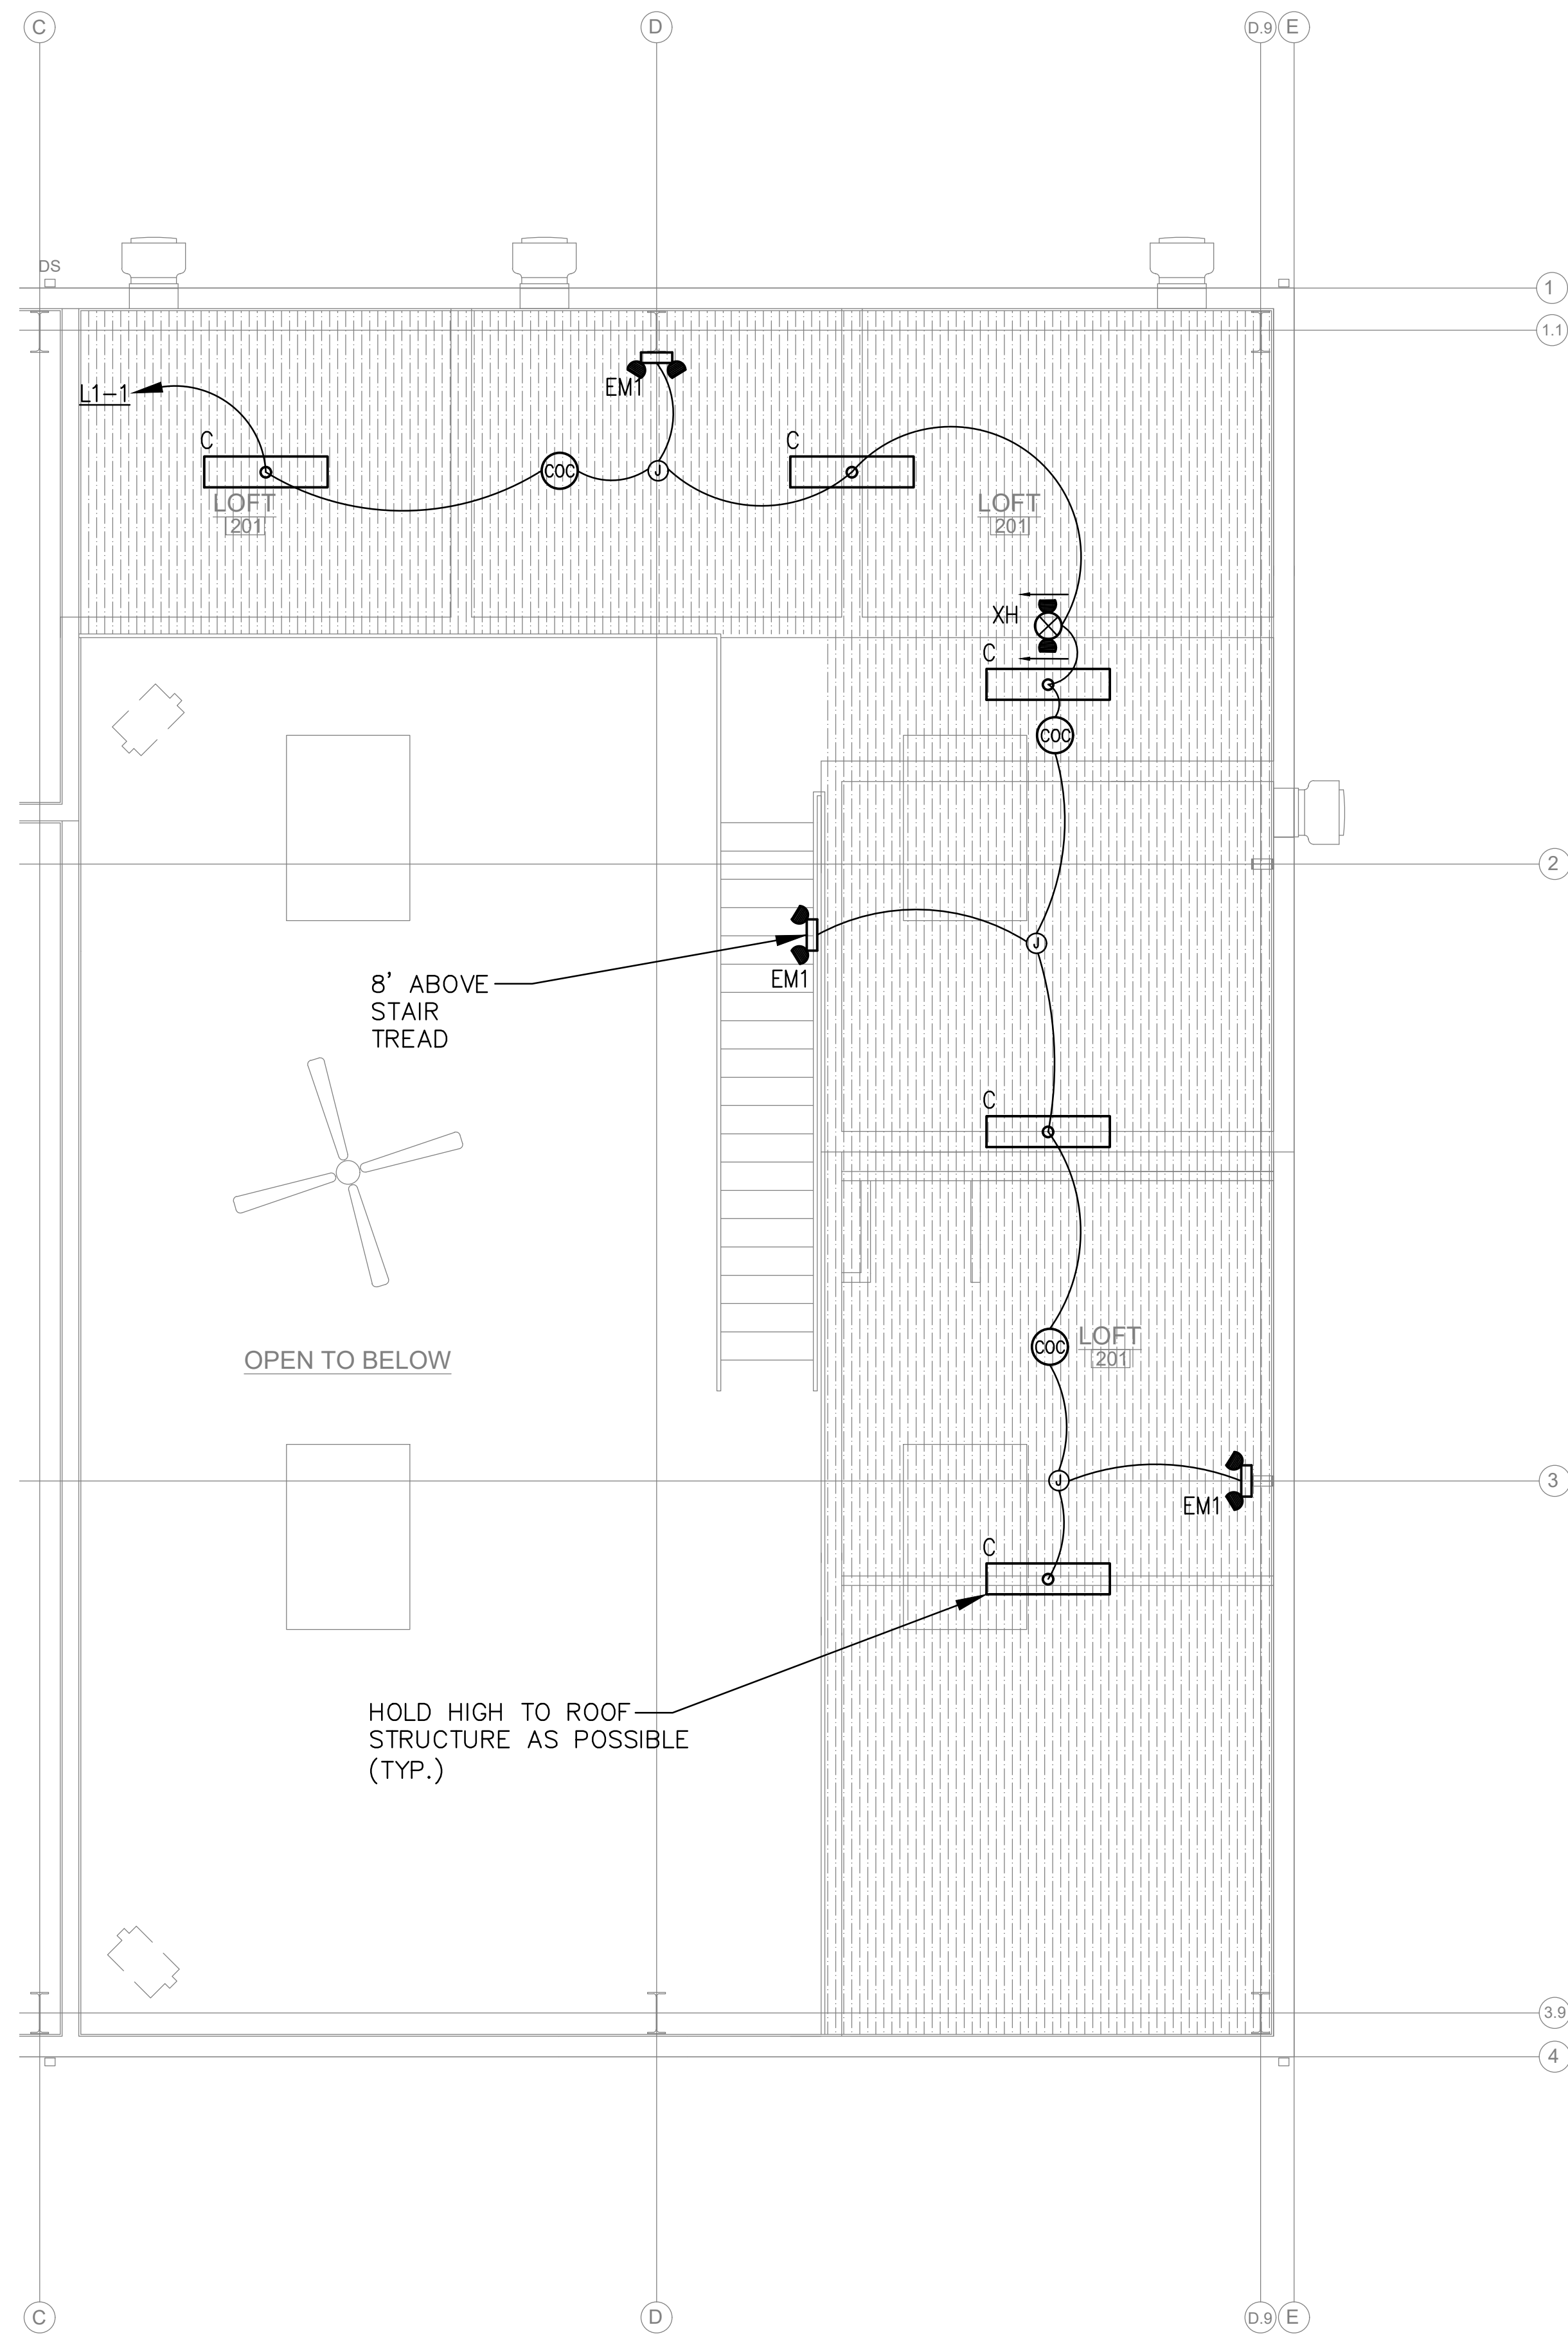 C
D
D.9
E
DS
1
1.1
L1-1
EM1
C
COC
J
C
LOFT
201
LOFT
201
XH
C
COC
2
J
EM1
8' ABOVE
STAIR
TREAD
C
COC
LOFT
201
OPEN TO BELOW
J
3
EM1
C
HOLD HIGH TO ROOF
STRUCTURE AS POSSIBLE
(TYP.)
3.9
4
C
D
D.9
E